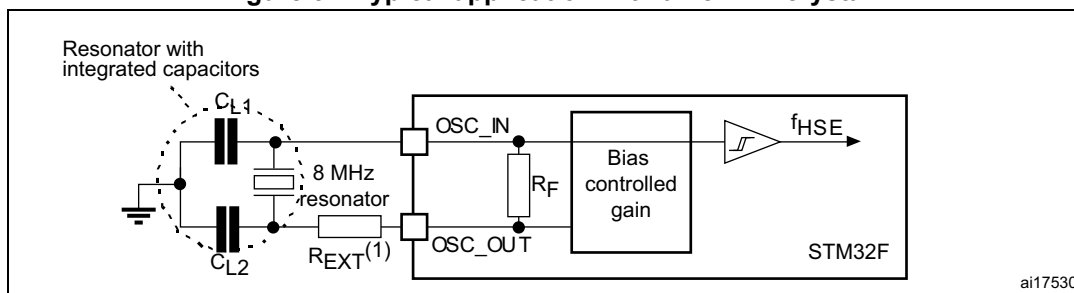 Resonator with
integrated capacitors
CL1
OSC_IN
fHSE
8 MHz
resonator
RF
Bias
controlled
gain
REXT(1)
OSC_OUT
CL2
STM32F
ai17530